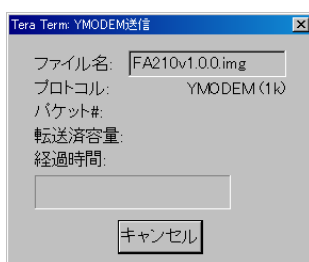 Tera Term: YMODEM送信
ファイル名: FA210v1.0.0.img
プロトコル: YMODEM (1k)
パケット#:
転送済容量:
経過時間:
キャンセル